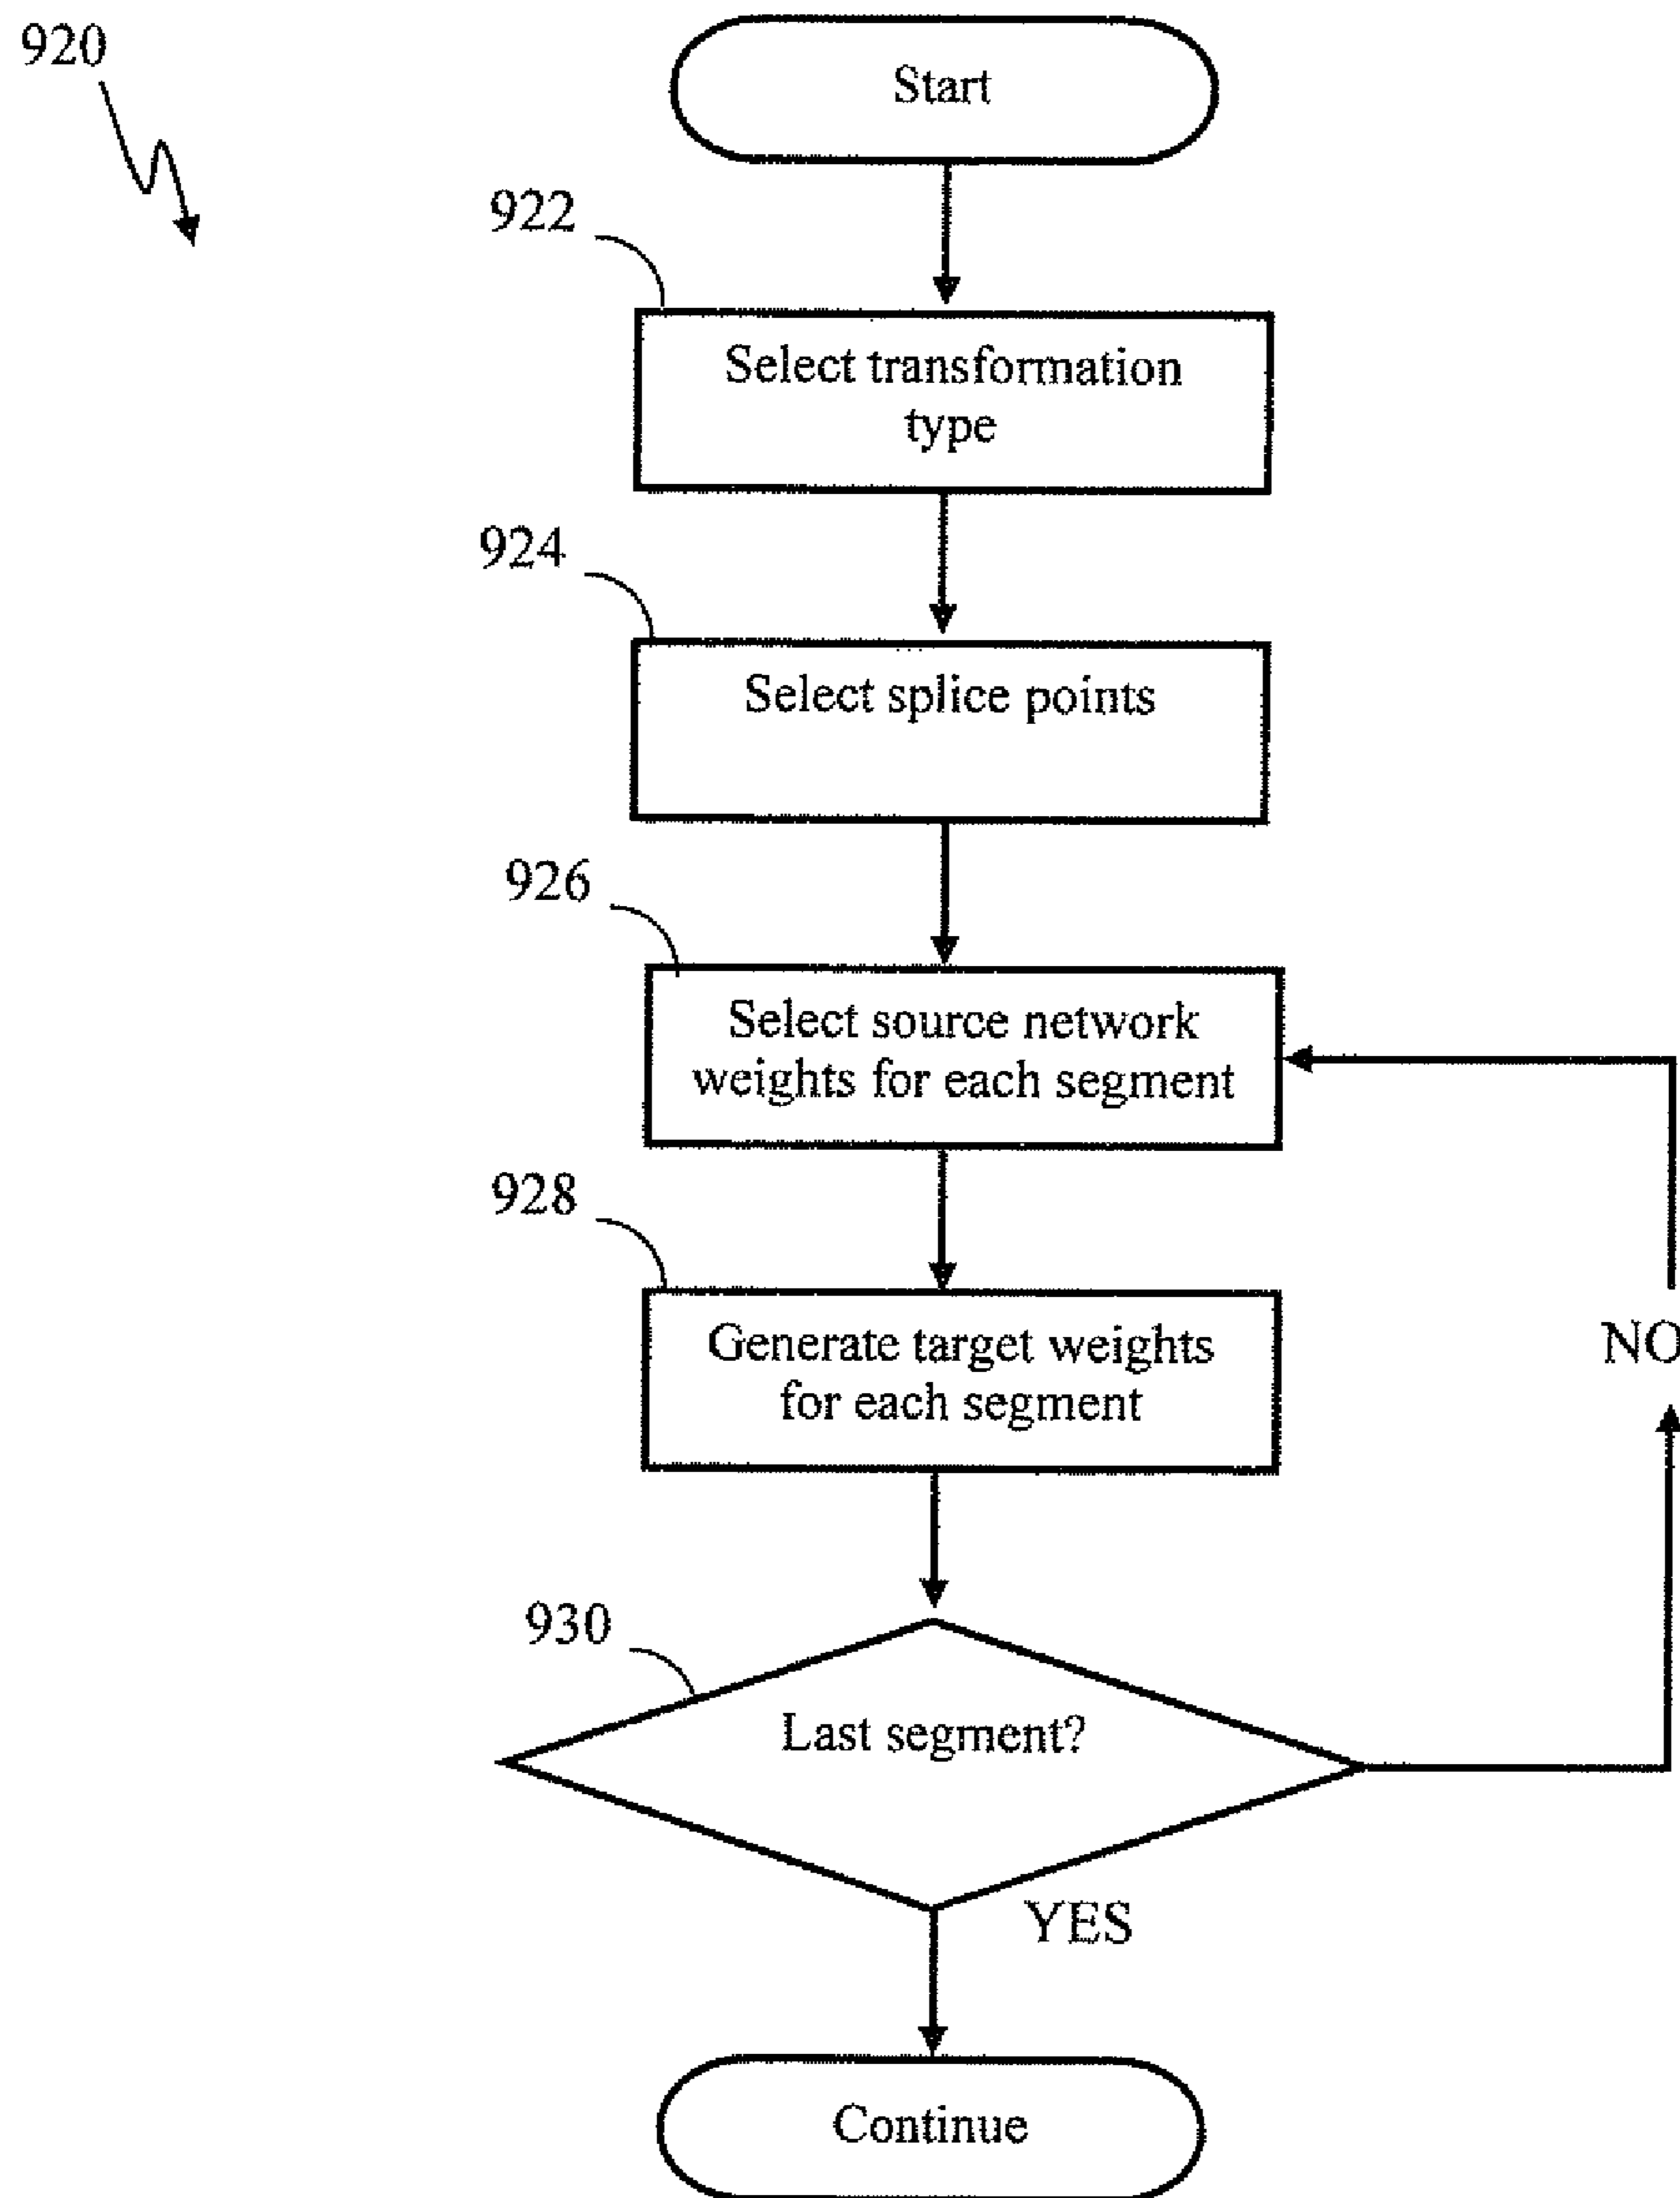 920
Start
922
Select transformation
type
924
Select splice points
926
Select source network
weights for each segment
928
Generate target weights
for each segment
NO
930
Last segment?
YES
Continue